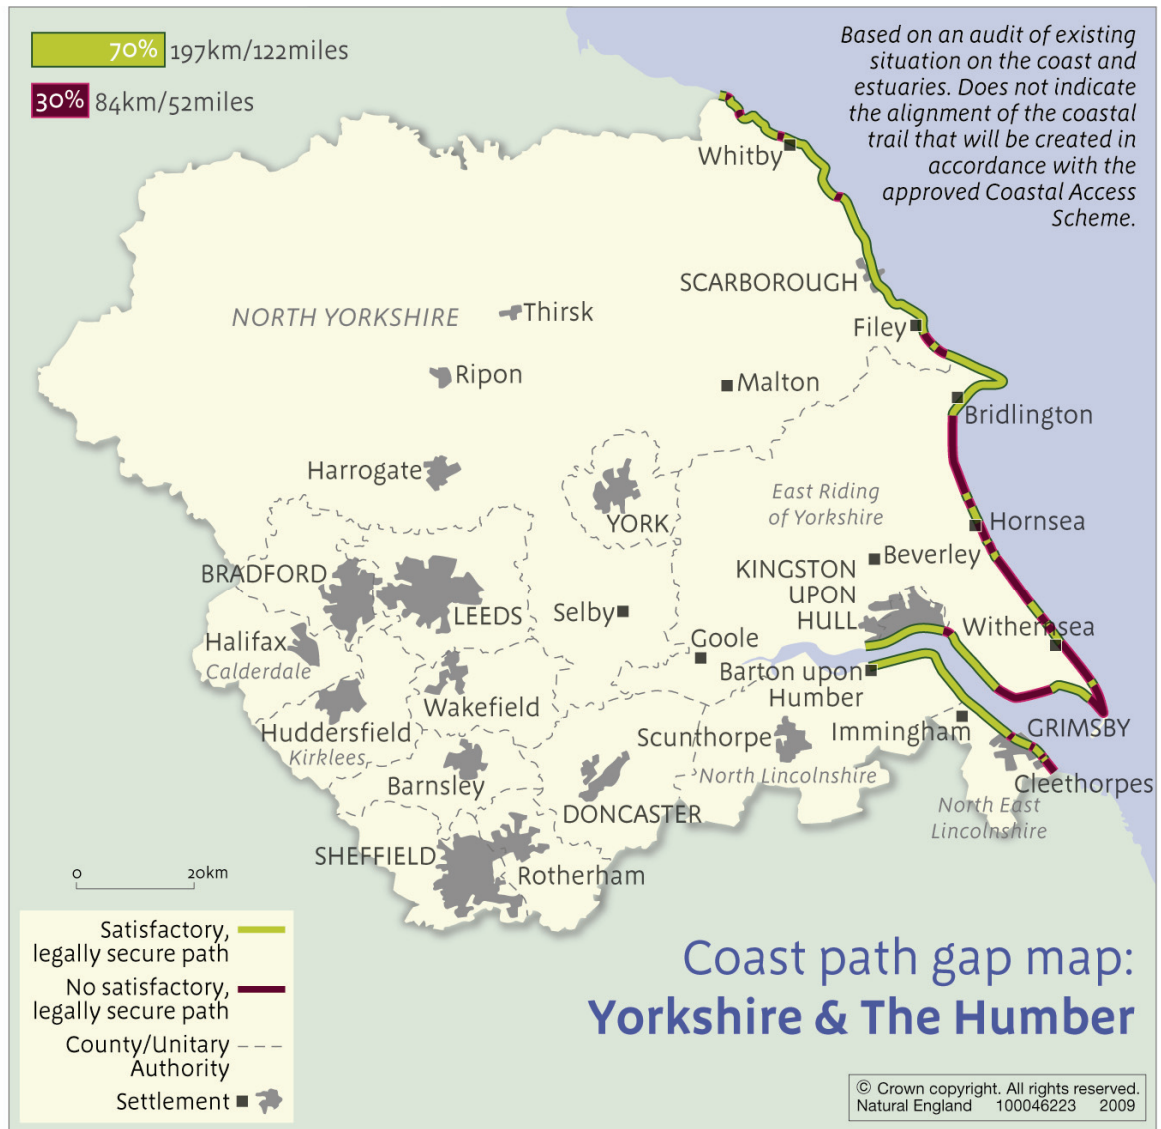 70% 197km/122miles
30% 84km/52miles
Based on an audit of existing
situation on the coast and
estuaries. Does not indicate
the alignment of the coastal
trail that will be created in
accordance with the
approved Coastal Access
Scheme.
Whitby
SCARBOROUGH
NORTH YORKSHIRE
Thirsk
Filey
Ripon
Malton
Bridlington
Harrogate
YORK
East Riding
of Yorkshire
Hornsea
Beverley
BRADFORD
LEEDS
KINGSTON
UPON
HULL
Selby
Withernsea
Halifax
Calderdale
Goole
Barton upon
Humber
Wakefield
Huddersfield
Kirklees
Scunthorpe
Immingham
GRIMSBY
Barnsley
North Lincolnshire
Cleethorpes
DONCASTER
North East
Lincolnshire
SHEFFIELD
Rotherham
0 20km
Satisfactory,
legally secure path
No satisfactory,
legally secure path
County/Unitary
Authority
Settlement
Coast path gap map:
Yorkshire & The Humber
© Crown copyright. All rights reserved.
Natural England 100046223 2009